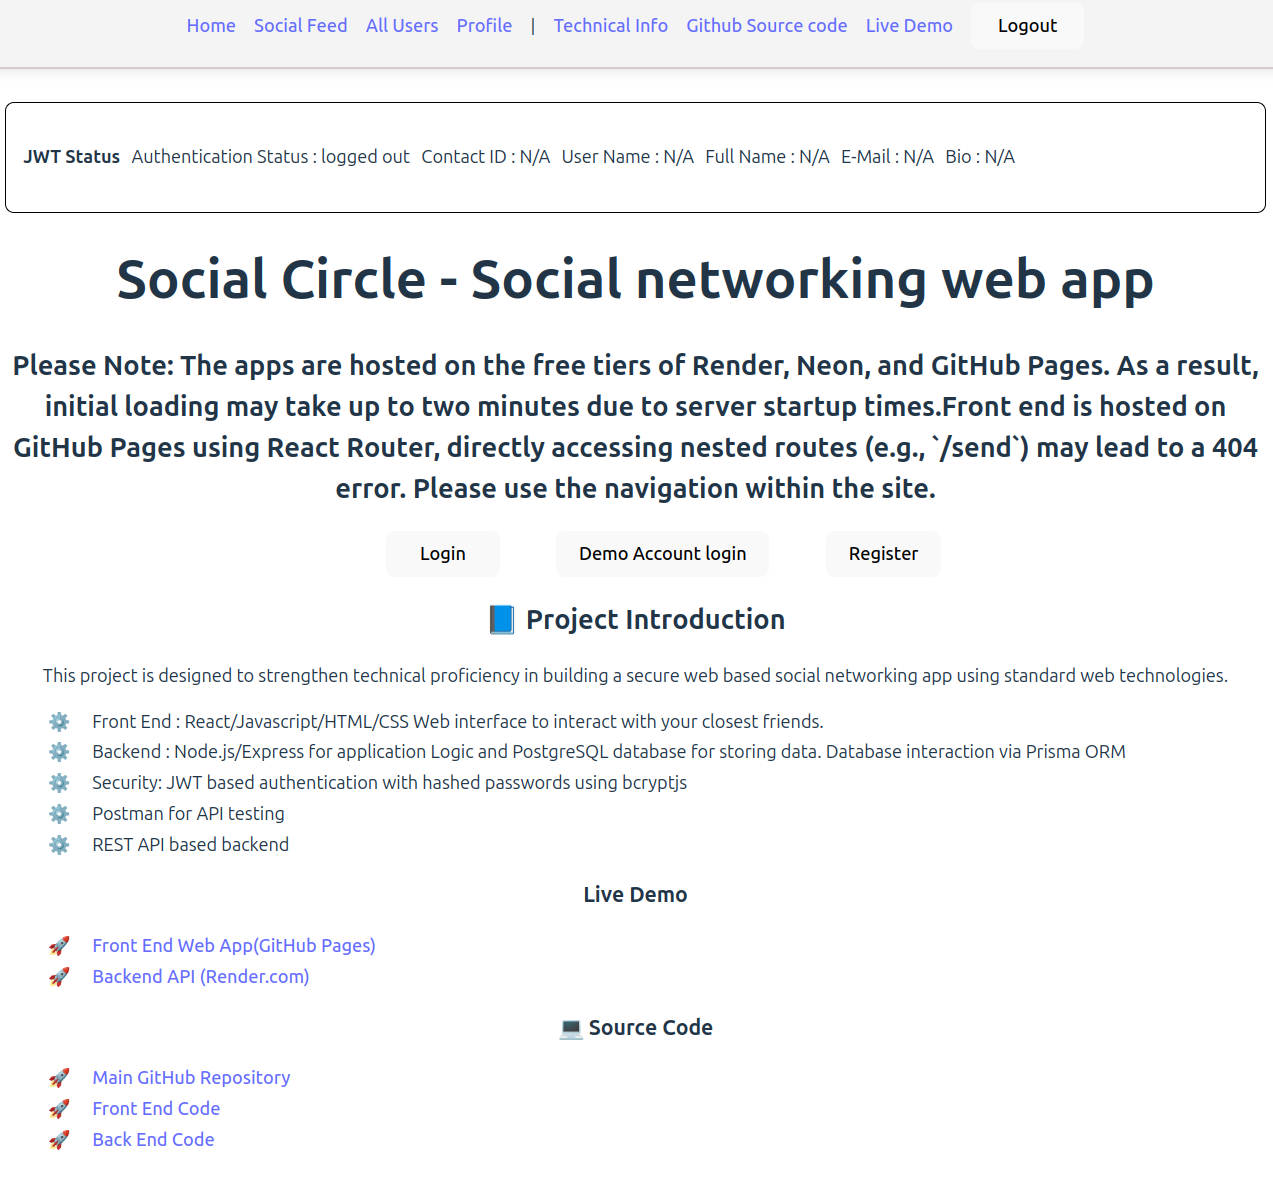 Home Social Feed All Users Profile | Technical Info Github Source code Live Demo Logout
JWT Status Authentication Status : logged out Contact ID : N/A User Name : N/A Full Name : N/A E-Mail : N/A Bio : N/A
Social Circle - Social networking web app
Please Note: The apps are hosted on the free tiers of Render, Neon, and GitHub Pages. As a result,
initial loading may take up to two minutes due to server startup times.Front end is hosted on
GitHub Pages using React Router, directly accessing nested routes (e.g., `/send`) may lead to a 404
error. Please use the navigation within the site.
Login Demo Account login Register
📘 Project Introduction
This project is designed to strengthen technical proficiency in building a secure web based social networking app using standard web technologies.
⚙️ Front End : React/Javascript/HTML/CSS Web interface to interact with your closest friends.
⚙️ Backend : Node.js/Express for application Logic and PostgreSQL database for storing data. Database interaction via Prisma ORM
⚙️ Security: JWT based authentication with hashed passwords using bcryptjs
⚙️ Postman for API testing
⚙️ REST API based backend
Live Demo
🚀 Front End Web App(GitHub Pages)
🚀 Backend API (Render.com)
💻 Source Code
🚀 Main GitHub Repository
🚀 Front End Code
🚀 Back End Code